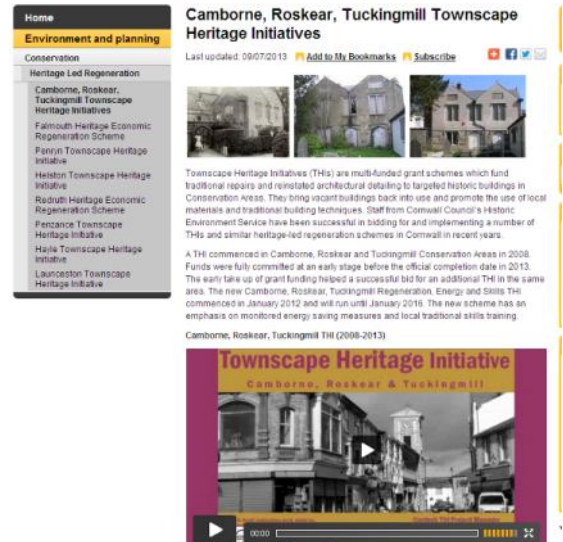 Home
Environment and planning
Conservation
Heritage Led Regeneration
Camborne, Roskear,
Tuckingmill Townscape
Heritage Initiatives
Falmouth Heritage Economic
Regeneration Scheme
Penryn Townscape Heritage
Initiative
Helston Townscape Heritage
Initiative
Redruth Heritage Economic
Regeneration Scheme
Penzance Townscape
Heritage Initiative
Hayle Townscape Heritage
Initiative
Launceston Townscape
Heritage Initiative
Camborne, Roskear, Tuckingmill Townscape
Heritage Initiatives
Last updated: 09/07/2013 Add to My Bookmarks Subscribe
Townscape Heritage Initiatives (THIs) are multi-funded grant schemes which fund
traditional repairs and reinstated architectural detailing to targeted historic buildings in
Conservation Areas. They bring vacant buildings back into use and promote the use of local
materials and traditional building techniques. Staff from Cornwall Council's Historic
Environment Service have been successful in bidding for and implementing a number of
THIs and similar heritage-led regeneration schemes in Cornwall in recent years.
A THI commenced in Camborne, Roskear and Tuckingmill Conservation Areas in 2008.
Funds were fully committed at an early stage before the official completion date in 2013.
The early take up of grant funding helped a successful bid for an additional THI in the same
area. The new Camborne, Roskear, Tuckingmill Regeneration, Energy and Skills THI
commenced in January 2012 and will run until January 2016. The new scheme has an
emphasis on monitored energy saving measures and local traditional skills training.
Camborne, Roskear, Tuckingmill THI (2008-2013)
Townscape Heritage Initiative
Camborne, Roskear & Tuckingmill
00:00